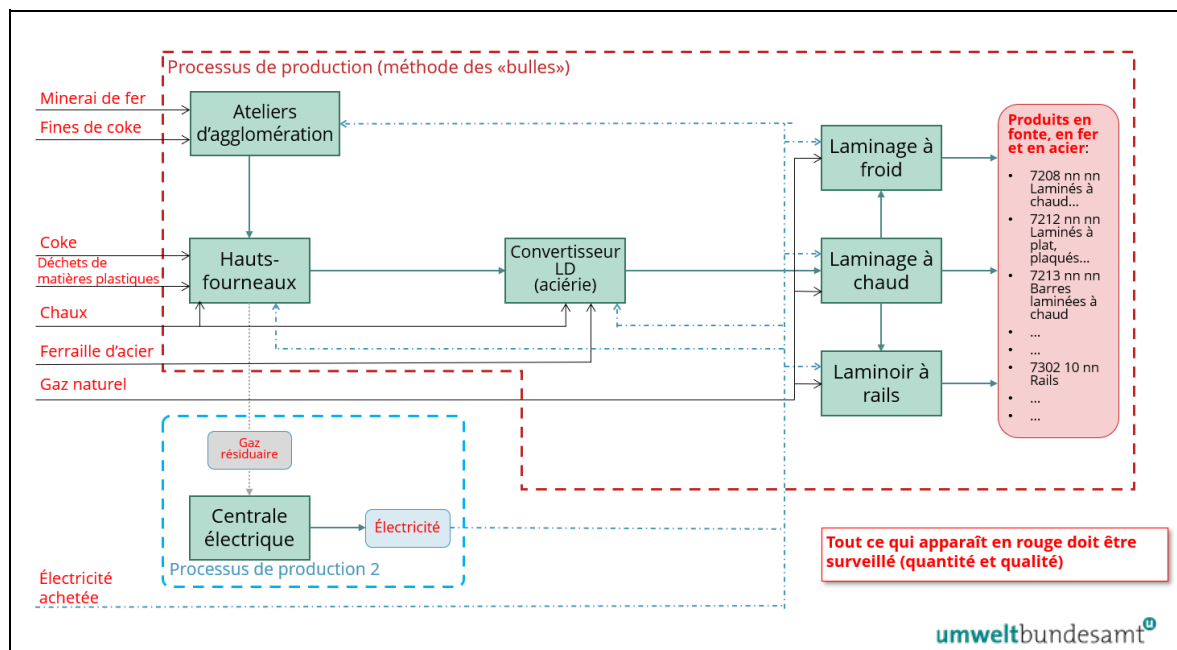 Processus de production (méthode des «bulles»)
Minerai de fer
Fines de coke
Ateliers
d’agglomération
Coke
Déchets de
matières plastiques
Hauts-
fourneaux
Chaux
Ferraille d’acier
Gaz naturel
Convertisseur
LD
(aciérie)
Laminage à
froid
Laminage à
chaud
Laminoir à
rails
Produits en
fonte, en fer
et en acier:
• 7208 nn nn
Laminés à
chaud...
• 7212 nn nn
Laminés à
plat,
plaqués...
• 7213 nn nn
Barres
laminées à
chaud
• ...
• ...
• 7302 10 nn
Rails
• ...
• ...
Gaz
résiduaire
Centrale
électrique
Électricité
Processus de production 2
Électricité
achetée
Tout ce qui apparaît en rouge doit être
surveillé (quantité et qualité)
umweltbundesamt u